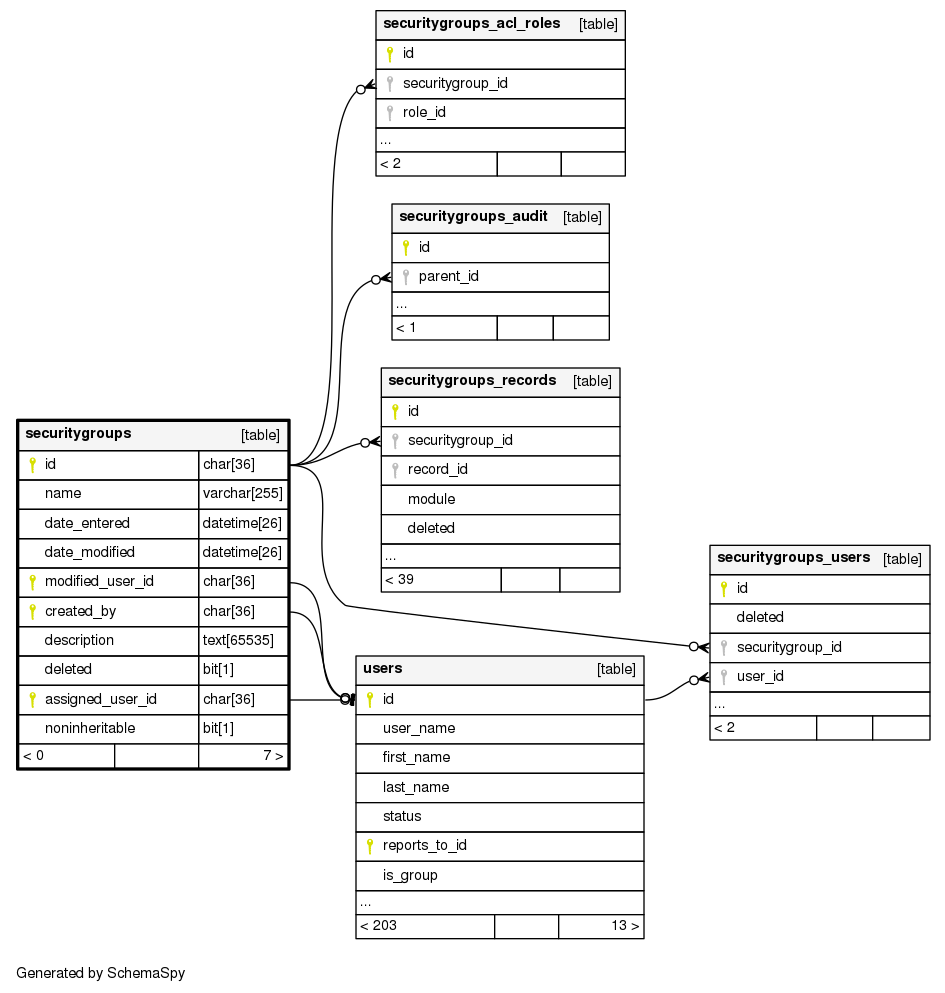 securitygroups_acl_roles [table]
id
securitygroup_id
role_id
...
< 2
securitygroups_audit [table]
id
parent_id
...
< 1
securitygroups_records [table]
id
securitygroup_id
record_id
module
deleted
...
< 39
securitygroups [table]
id char[36]
name varchar[255]
date_entered datetime[26]
date_modified datetime[26]
modified_user_id char[36]
created_by char[36]
description text[65535]
deleted bit[1]
assigned_user_id char[36]
noninheritable bit[1]
< 0 7 >
securitygroups_users [table]
id
deleted
securitygroup_id
user_id
...
< 2
users [table]
id
user_name
first_name
last_name
status
reports_to_id
is_group
...
< 203 13 >
Generated by SchemaSpy